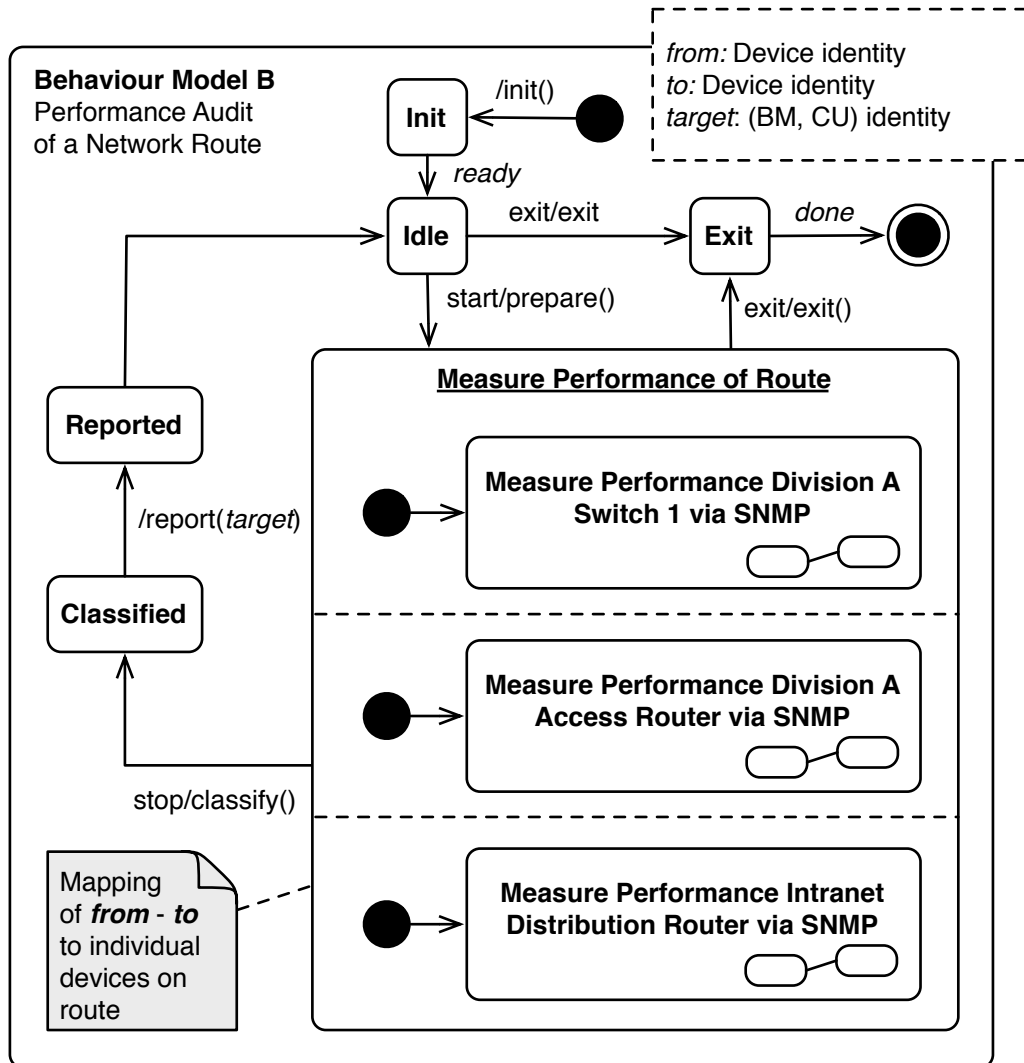 from: Device identity
to: Device identity
target: (BM, CU) identity
Behaviour Model B
Performance Audit
of a Network Route
Init
/init()
ready
Idle
exit/exit
Exit
done
start/prepare()
exit/exit()
Measure Performance of Route
Reported
Measure Performance Division A
Switch 1 via SNMP
/report(target)
Classified
Measure Performance Division A
Access Router via SNMP
stop/classify()
Mapping
of from - to
to individual
devices on
route
Measure Performance Intranet
Distribution Router via SNMP